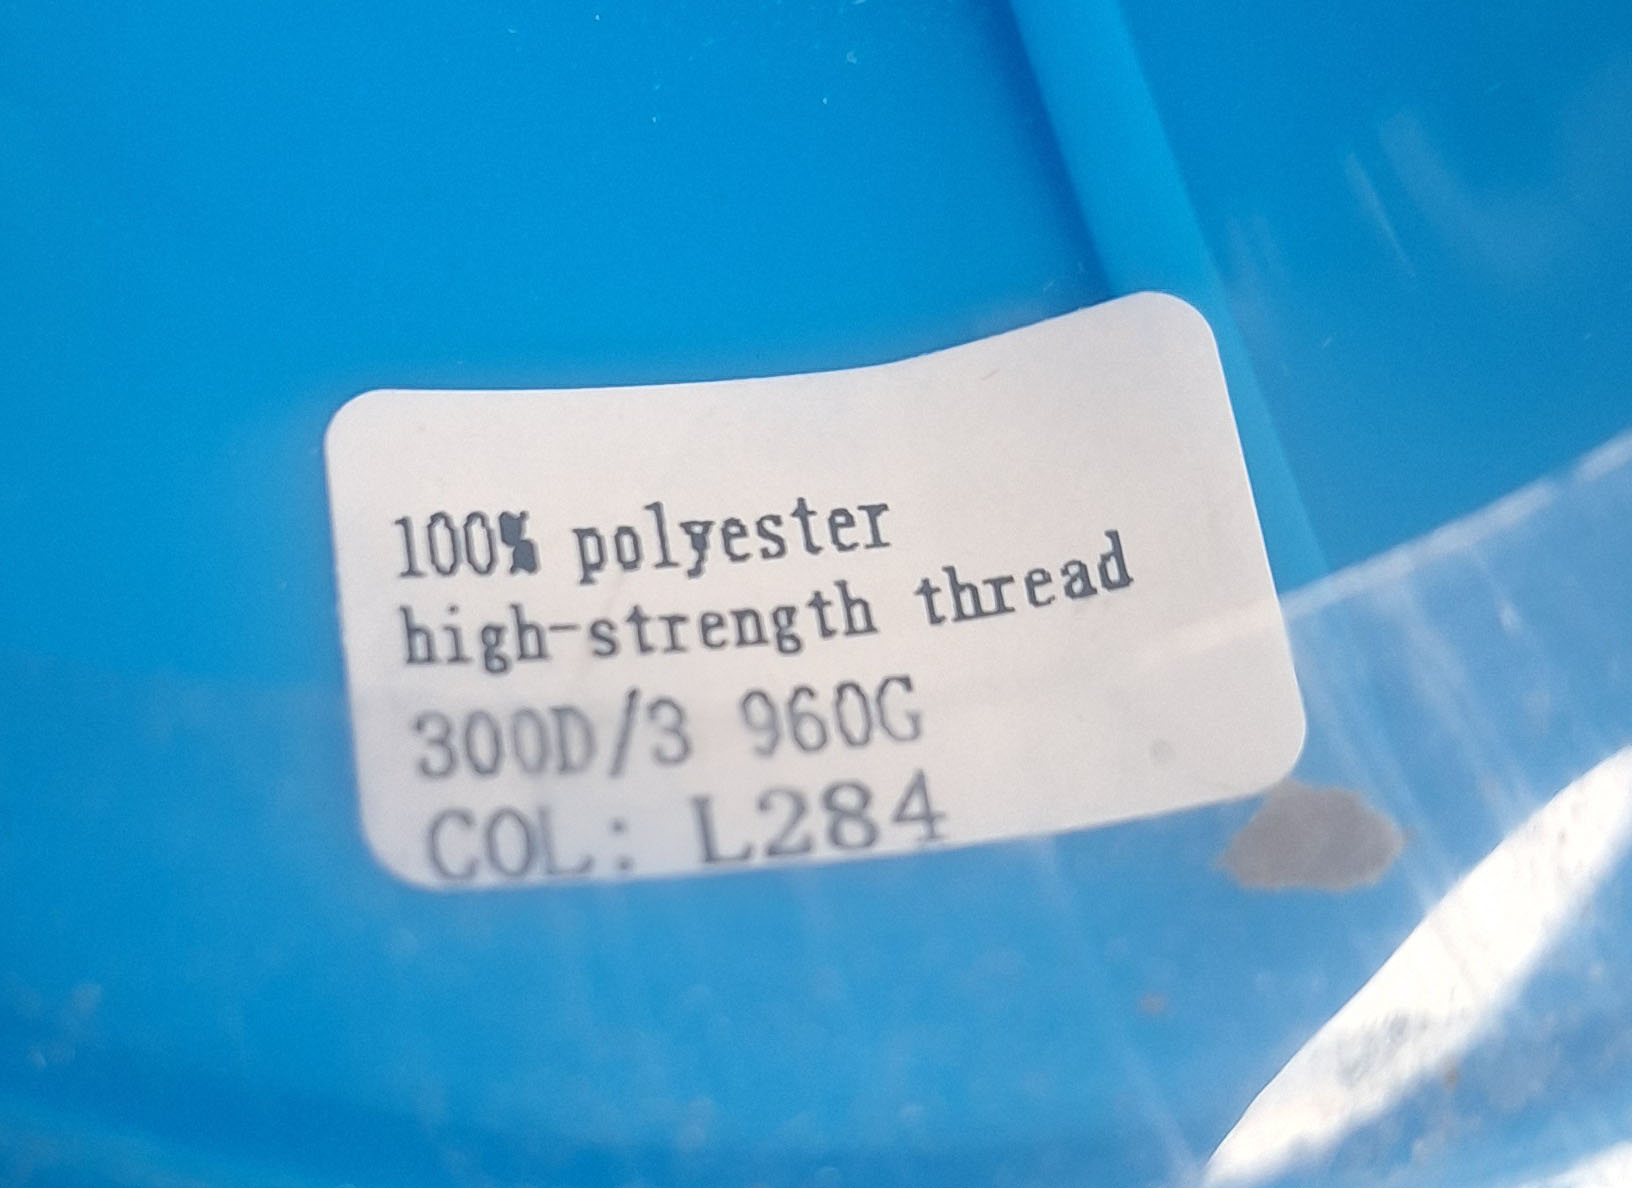 100% polyester
high-strength thread
300D/3 960G
COL: L284